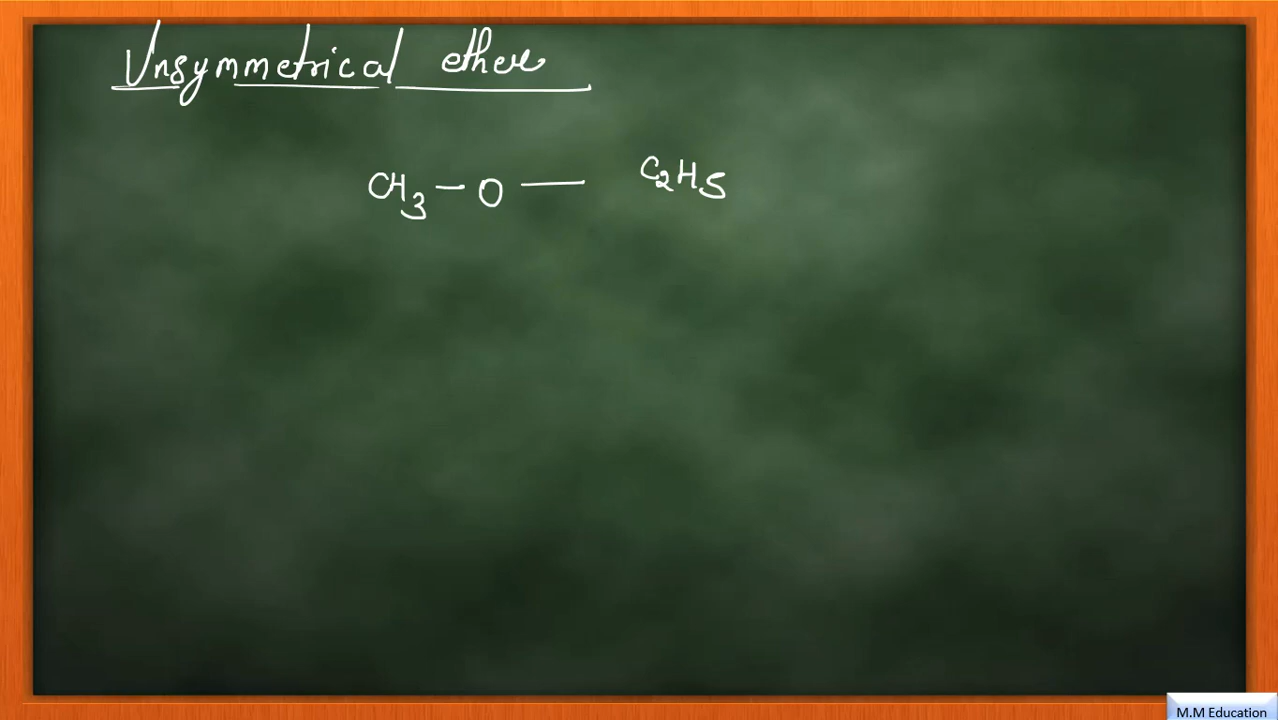 Unsymmetrical ether
CH3 - O — C2H5
M.M Education